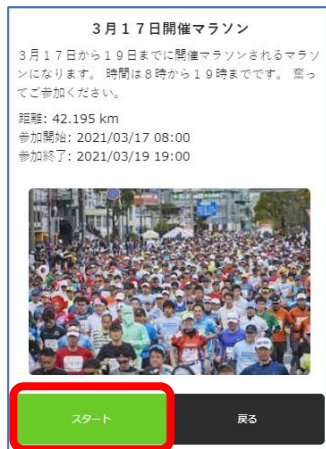 ３月１７日開催マラソン
３月１７日から１９日までに開催マラソンされるマラソ
ンになります。 時間は８時から１９時までです。 奮っ
てご参加ください。
距離: 42.195 km
参加開始: 2021/03/17 08:00
参加終了: 2021/03/19 19:00
スタート
戻る